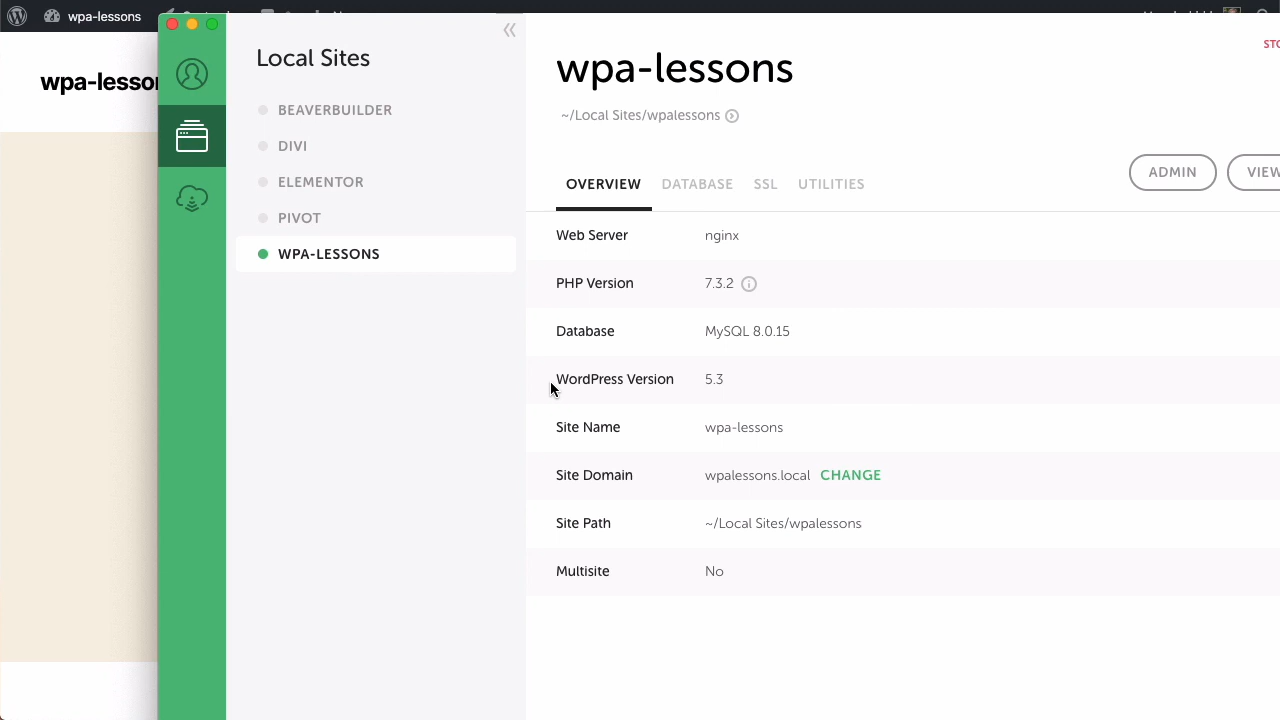 wpa-lessons
wpa-lesson
Local Sites
BEAVERBUILDER
DIVI
ELEMENTOR
PIVOT
WPA-LESSONS
STO
wpa-lessons
~/Local Sites/wpalessons
OVERVIEW DATABASE SSL UTILITIES
ADMIN VIEW
Web Server nginx
PHP Version 7.3.2
Database MySQL 8.0.15
WordPress Version 5.3
Site Name wpa-lessons
Site Domain wpalessons.local CHANGE
Site Path ~/Local Sites/wpalessons
Multisite No